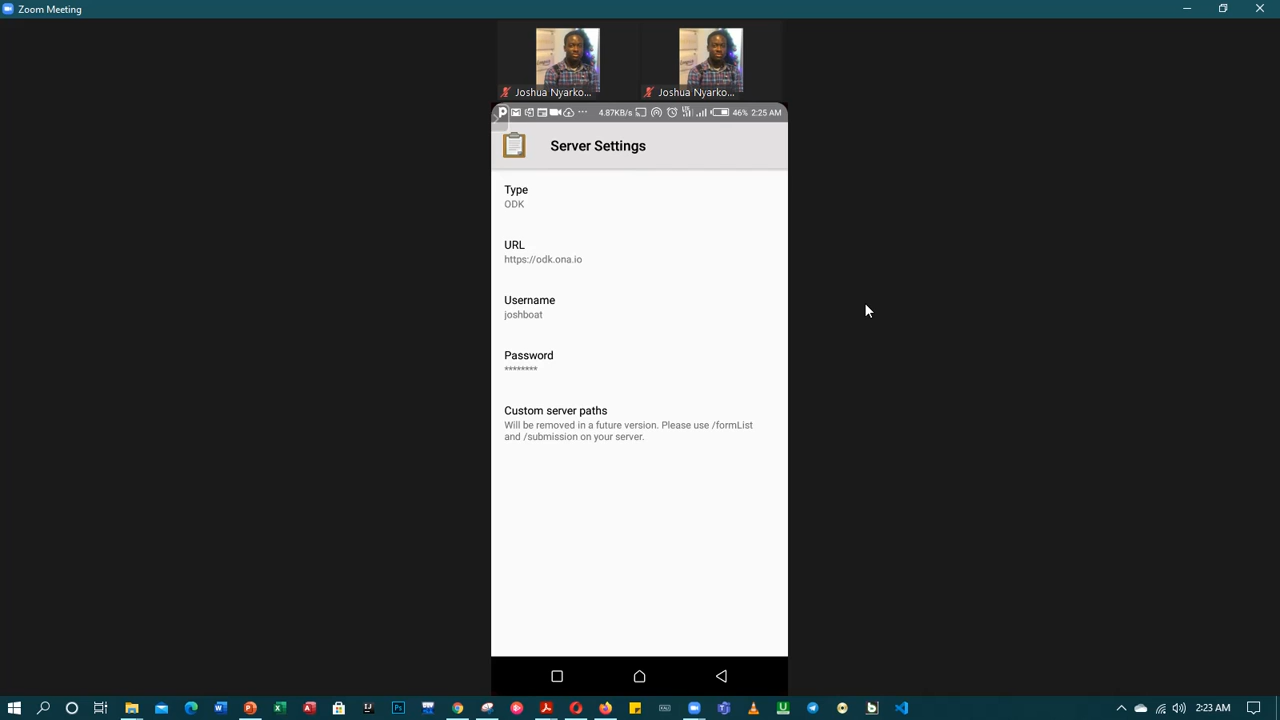 Zoom Meeting
Joshua Nyarko...
Joshua Nyarko...
4.87KB/s
46% 2:25 AM
Server Settings
Type
ODK
URL
https://odk.ona.io
Username
joshboat
Password
********
Custom server paths
Will be removed in a future version. Please use /formList
and /submission on your server.
2:23 AM